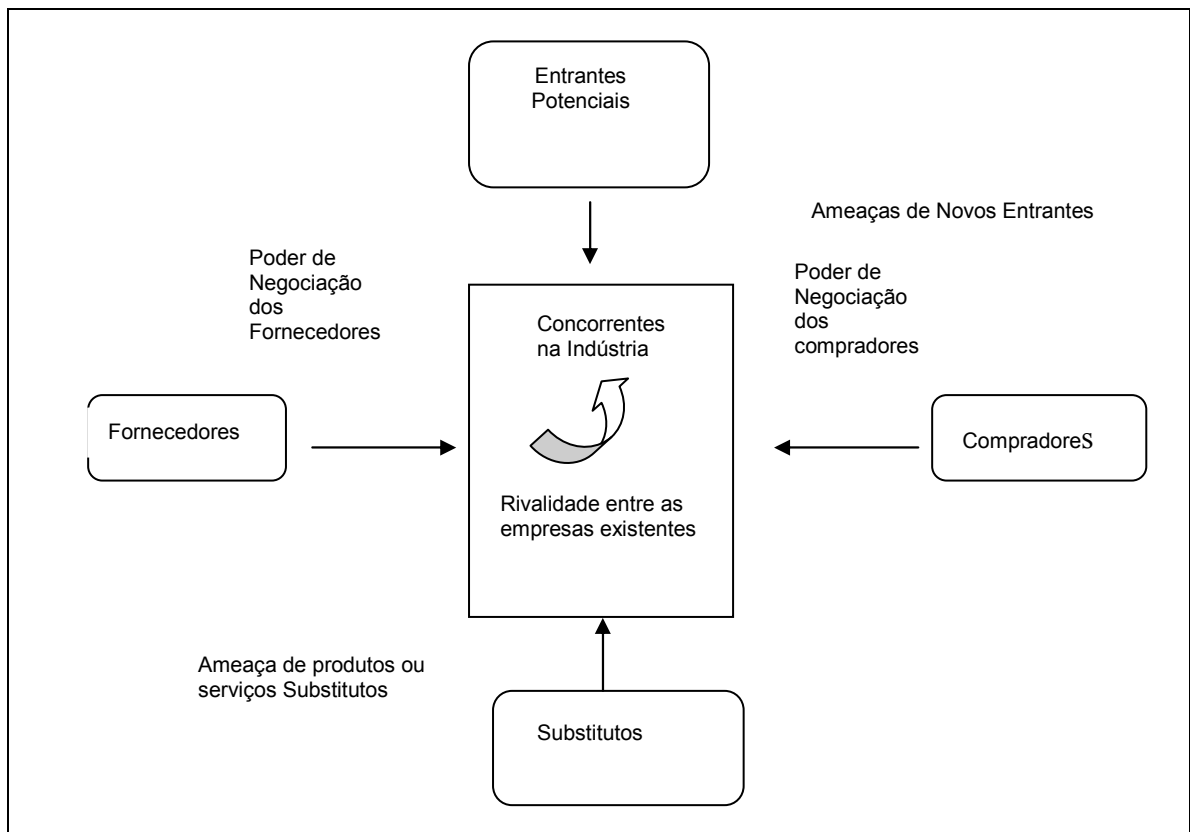 Entrantes
Potenciais
Ameaças de Novos Entrantes
Poder de
Negociação
dos
Fornecedores
Poder de
Negociação
dos
compradores
Concorrentes
na Indústria
Fornecedores
CompradoreS
Rivalidade entre as
empresas existentes
Ameaça de produtos ou
serviços Substitutos
Substitutos